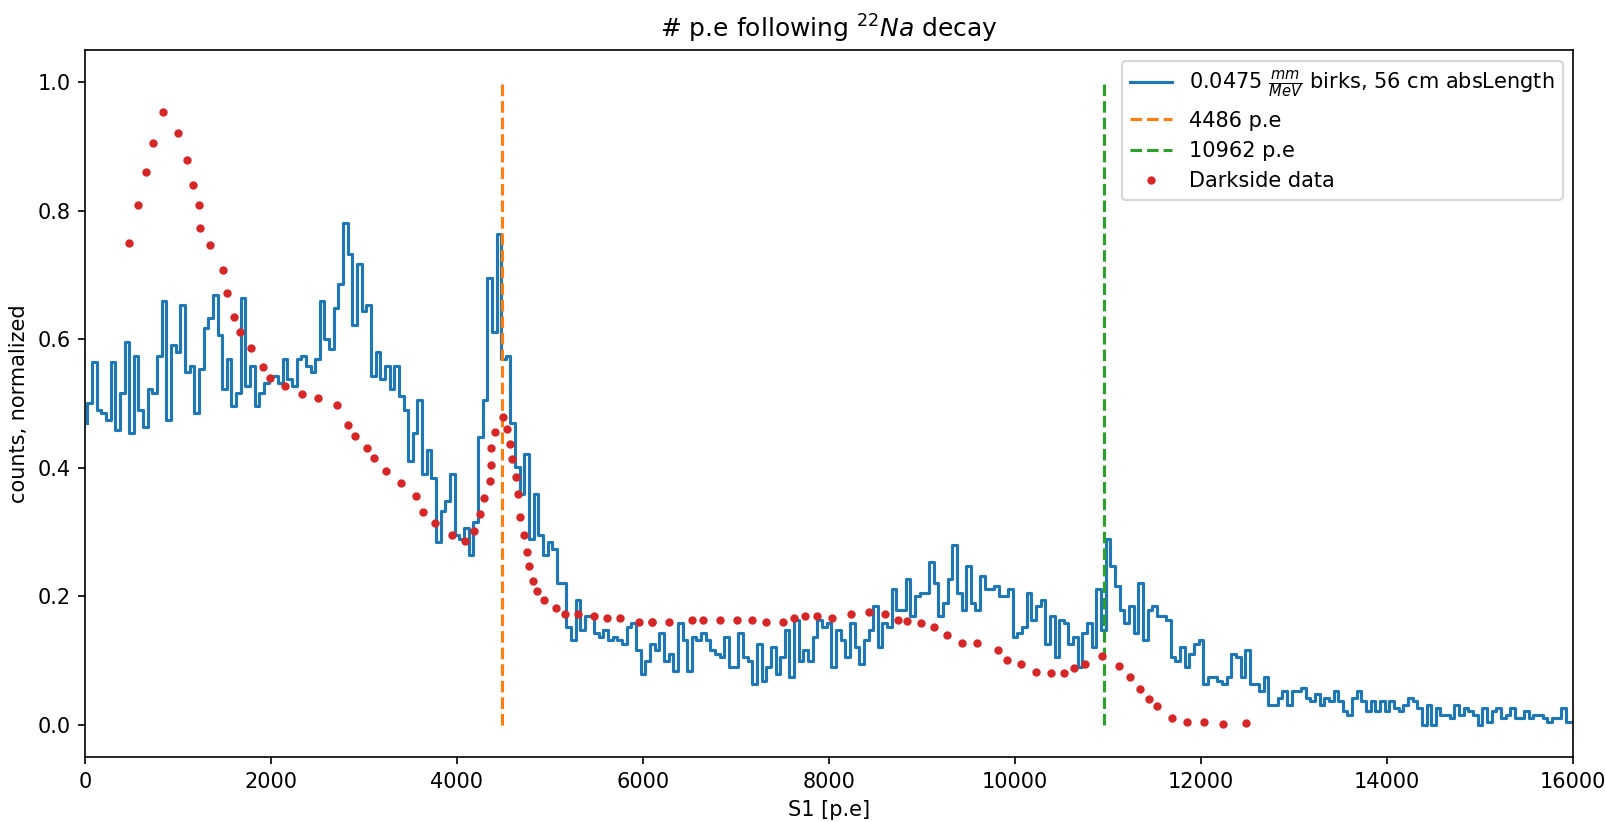 # p.e following ²²Na decay
0.0475 mm/MeV birks, 56 cm absLength
4486 p.e
10962 p.e
Darkside data
counts, normalized
1.0
0.8
0.6
0.4
0.2
0.0
0 2000 4000 6000 8000 10000 12000 14000 16000
S1 [p.e]